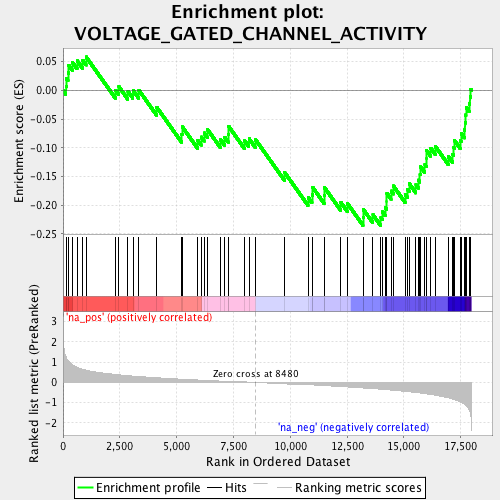 Enrichment plot:
VOLTAGE_GATED_CHANNEL_ACTIVITY
Enrichment score (ES)
0.05
0.00
-0.05
-0.10
-0.15
-0.20
-0.25
'na_pos' (positively correlated)
Ranked list metric (PreRanked)
3
2
1
0
-1
-2
Zero cross at 8480
'na_neg' (negatively correlated)
0
2,500
5,000
7,500
10,000
12,500
15,000
17,500
Rank in Ordered Dataset
Enrichment profile
Hits
Ranking metric scores